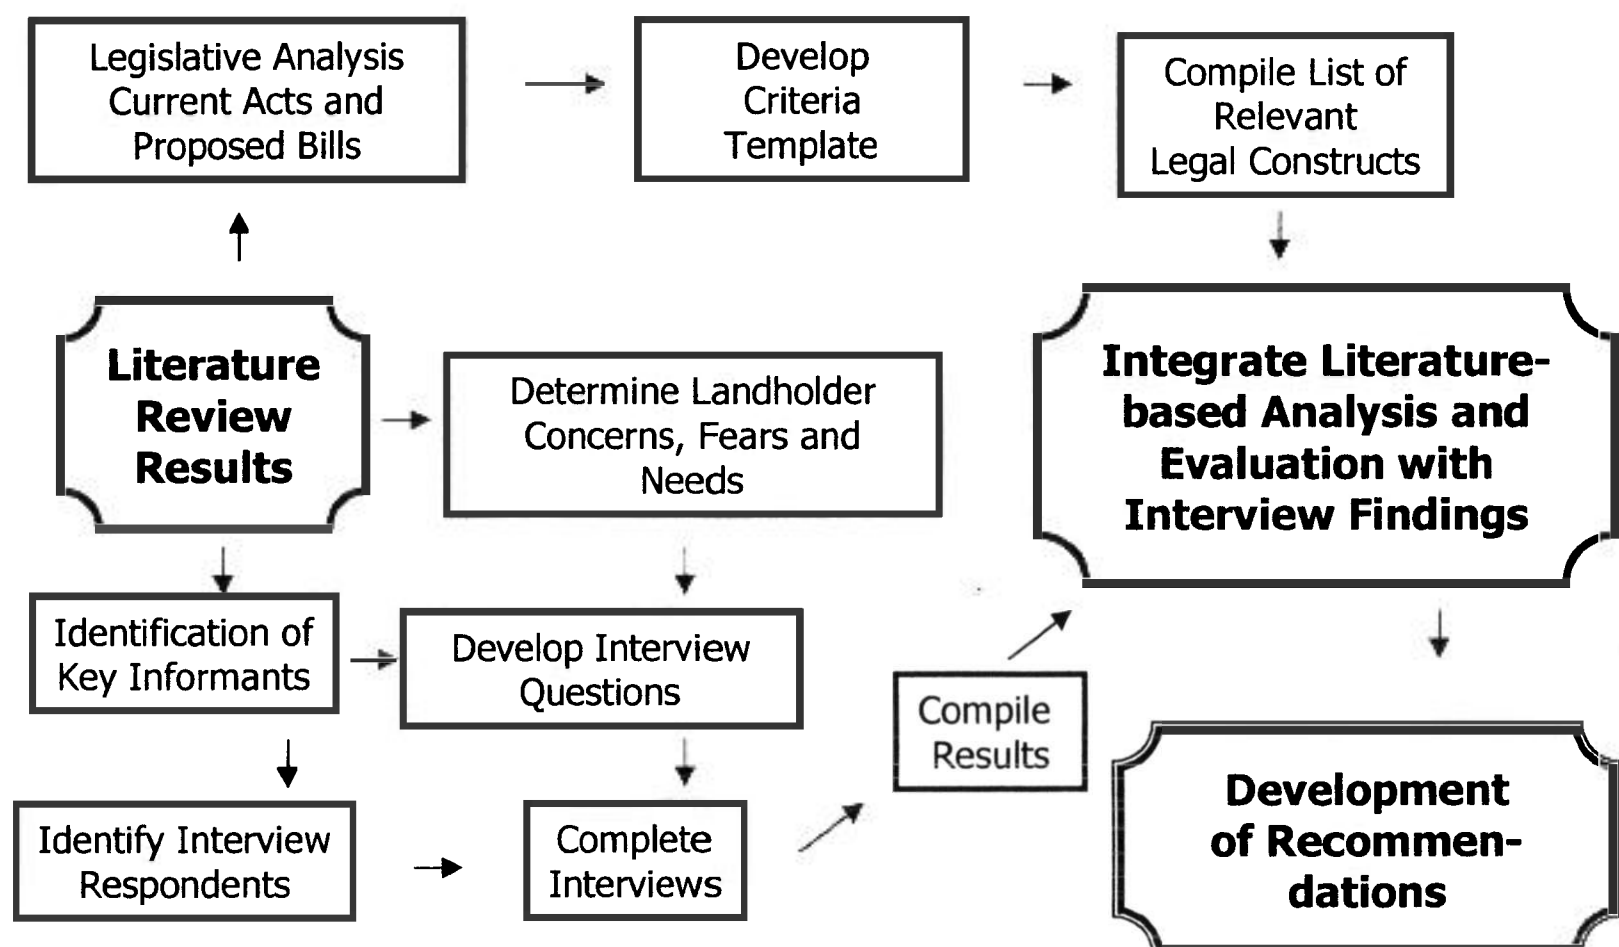 Legislative Analysis
Current Acts and
Proposed Bills
Develop
Criteria
Template
Compile List of
Relevant
Legal Constructs
Literature
Review
Results
Determine Landholder
Concerns, Fears and
Needs
Integrate Literature-
based Analysis and
Evaluation with
Interview Findings
Identification of
Key Informants
Develop Interview
Questions
Compile
Results
Identify Interview
Respondents
Complete
Interviews
Development
of Recommen-
dations